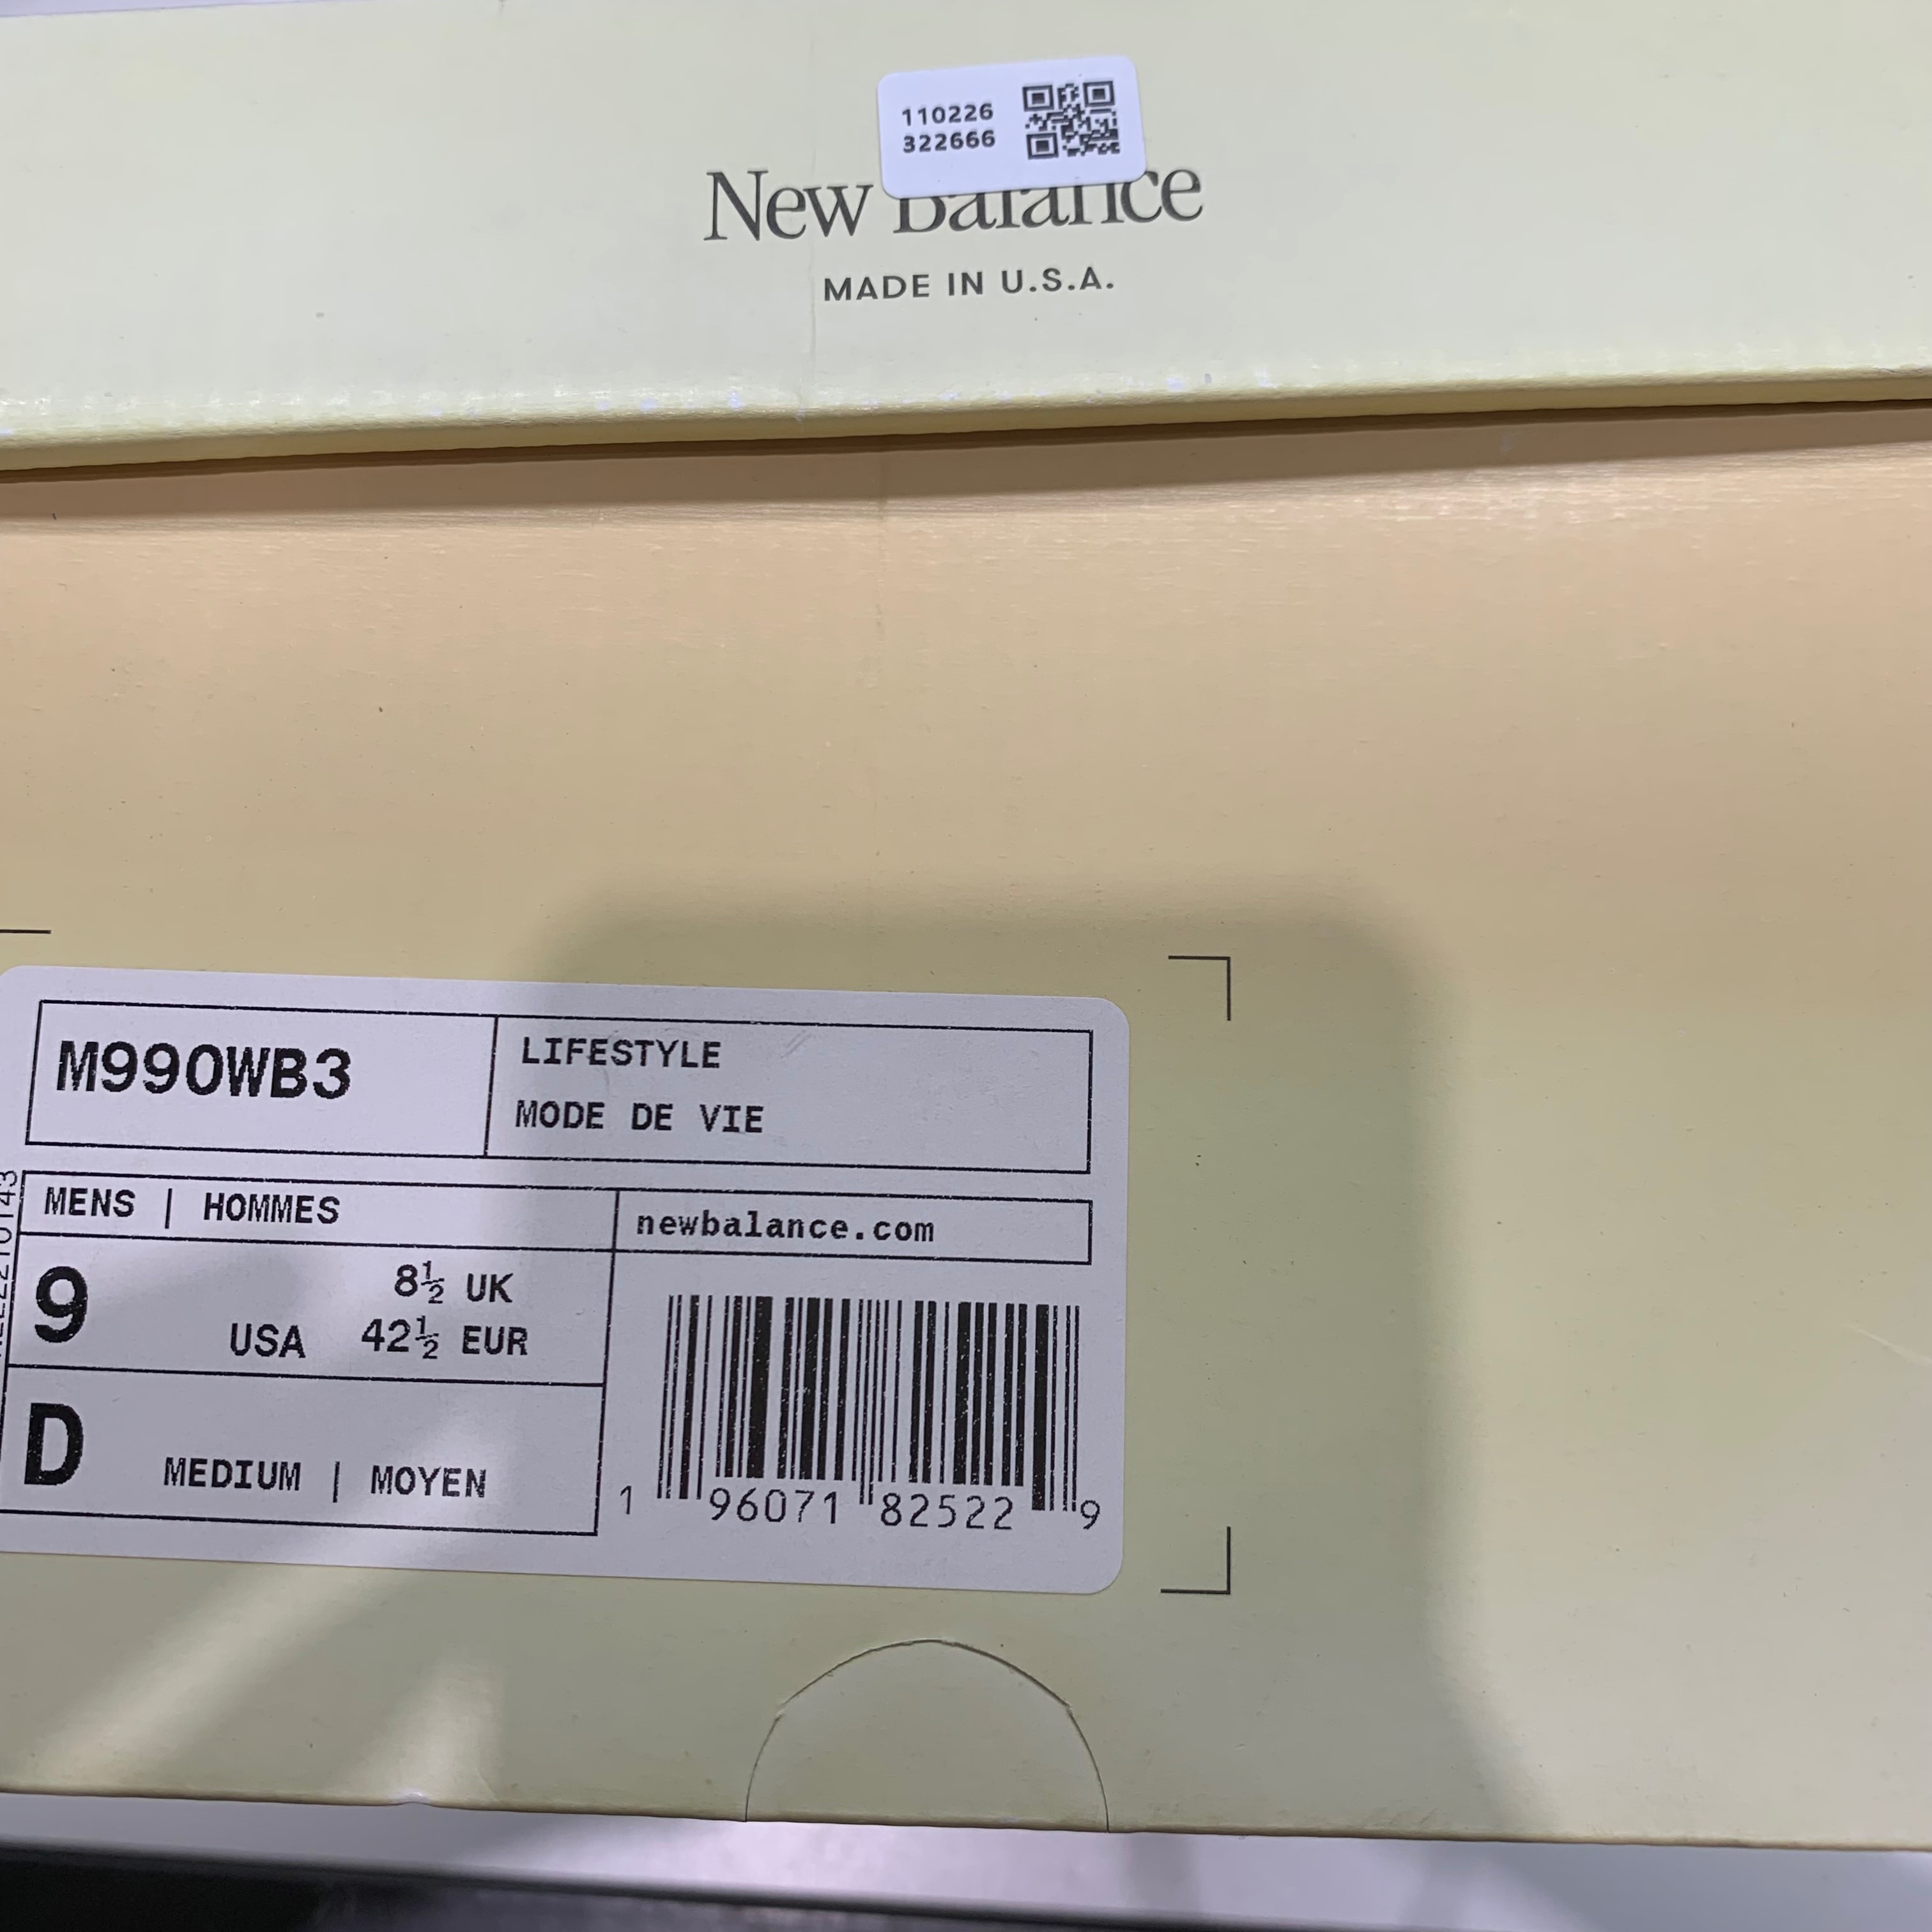 110226
322666
New Balance
MADE IN U.S.A.
M990WB3
LIFESTYLE
MODE DE VIE
MENS | HOMMES
newbalance.com
9
USA
8½ UK
42½ EUR
D
MEDIUM | MOYEN
1 96071 82522 9